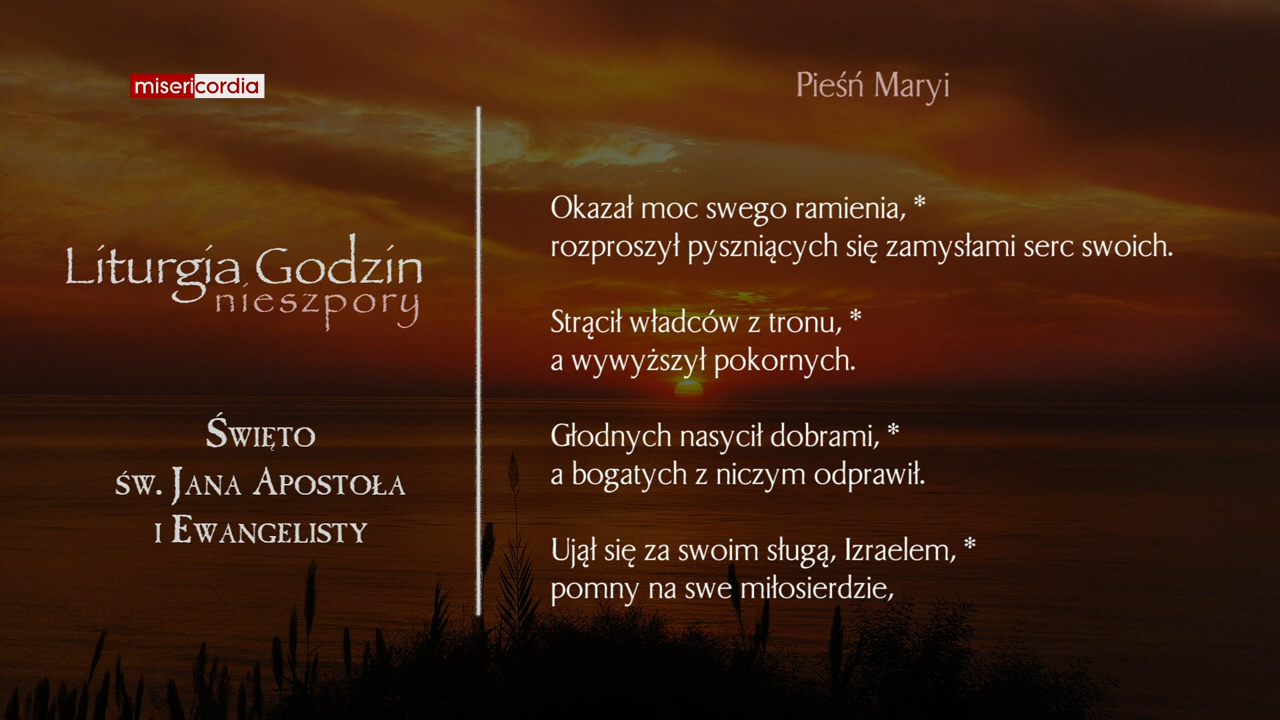 misericordia
Liturgia Godzin
nieszpory
Święto
św. Jana Apostoła
i Ewangelisty
Pieśń Maryi
Okazał moc swego ramienia, *
rozproszył pyszniących się zamysłami serc swoich.
Strącił władców z tronu, *
a wywyższył pokornych.
Głodnych nasycił dobrami, *
a bogatych z niczym odprawił.
Ujął się za swoim sługą, Izraelem, *
pomny na swe miłosierdzie,